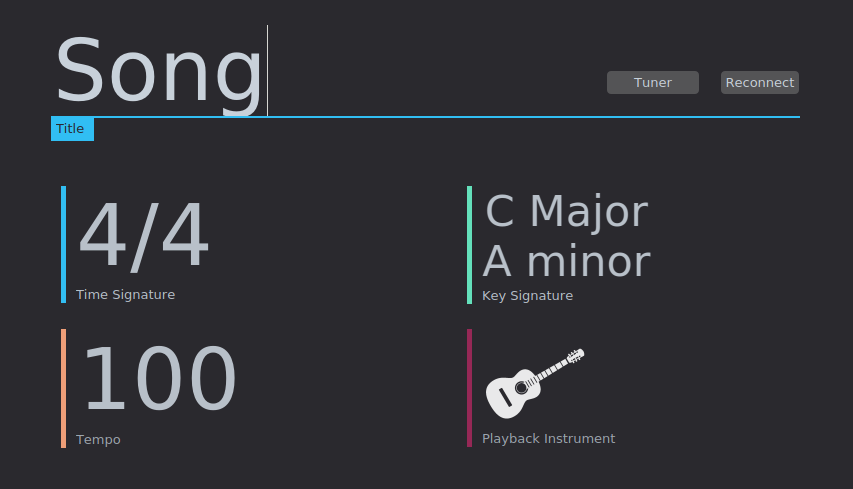 Song
Tuner
Reconnect
Title
4/4
Time Signature
C Major
A minor
Key Signature
100
Tempo
Playback Instrument